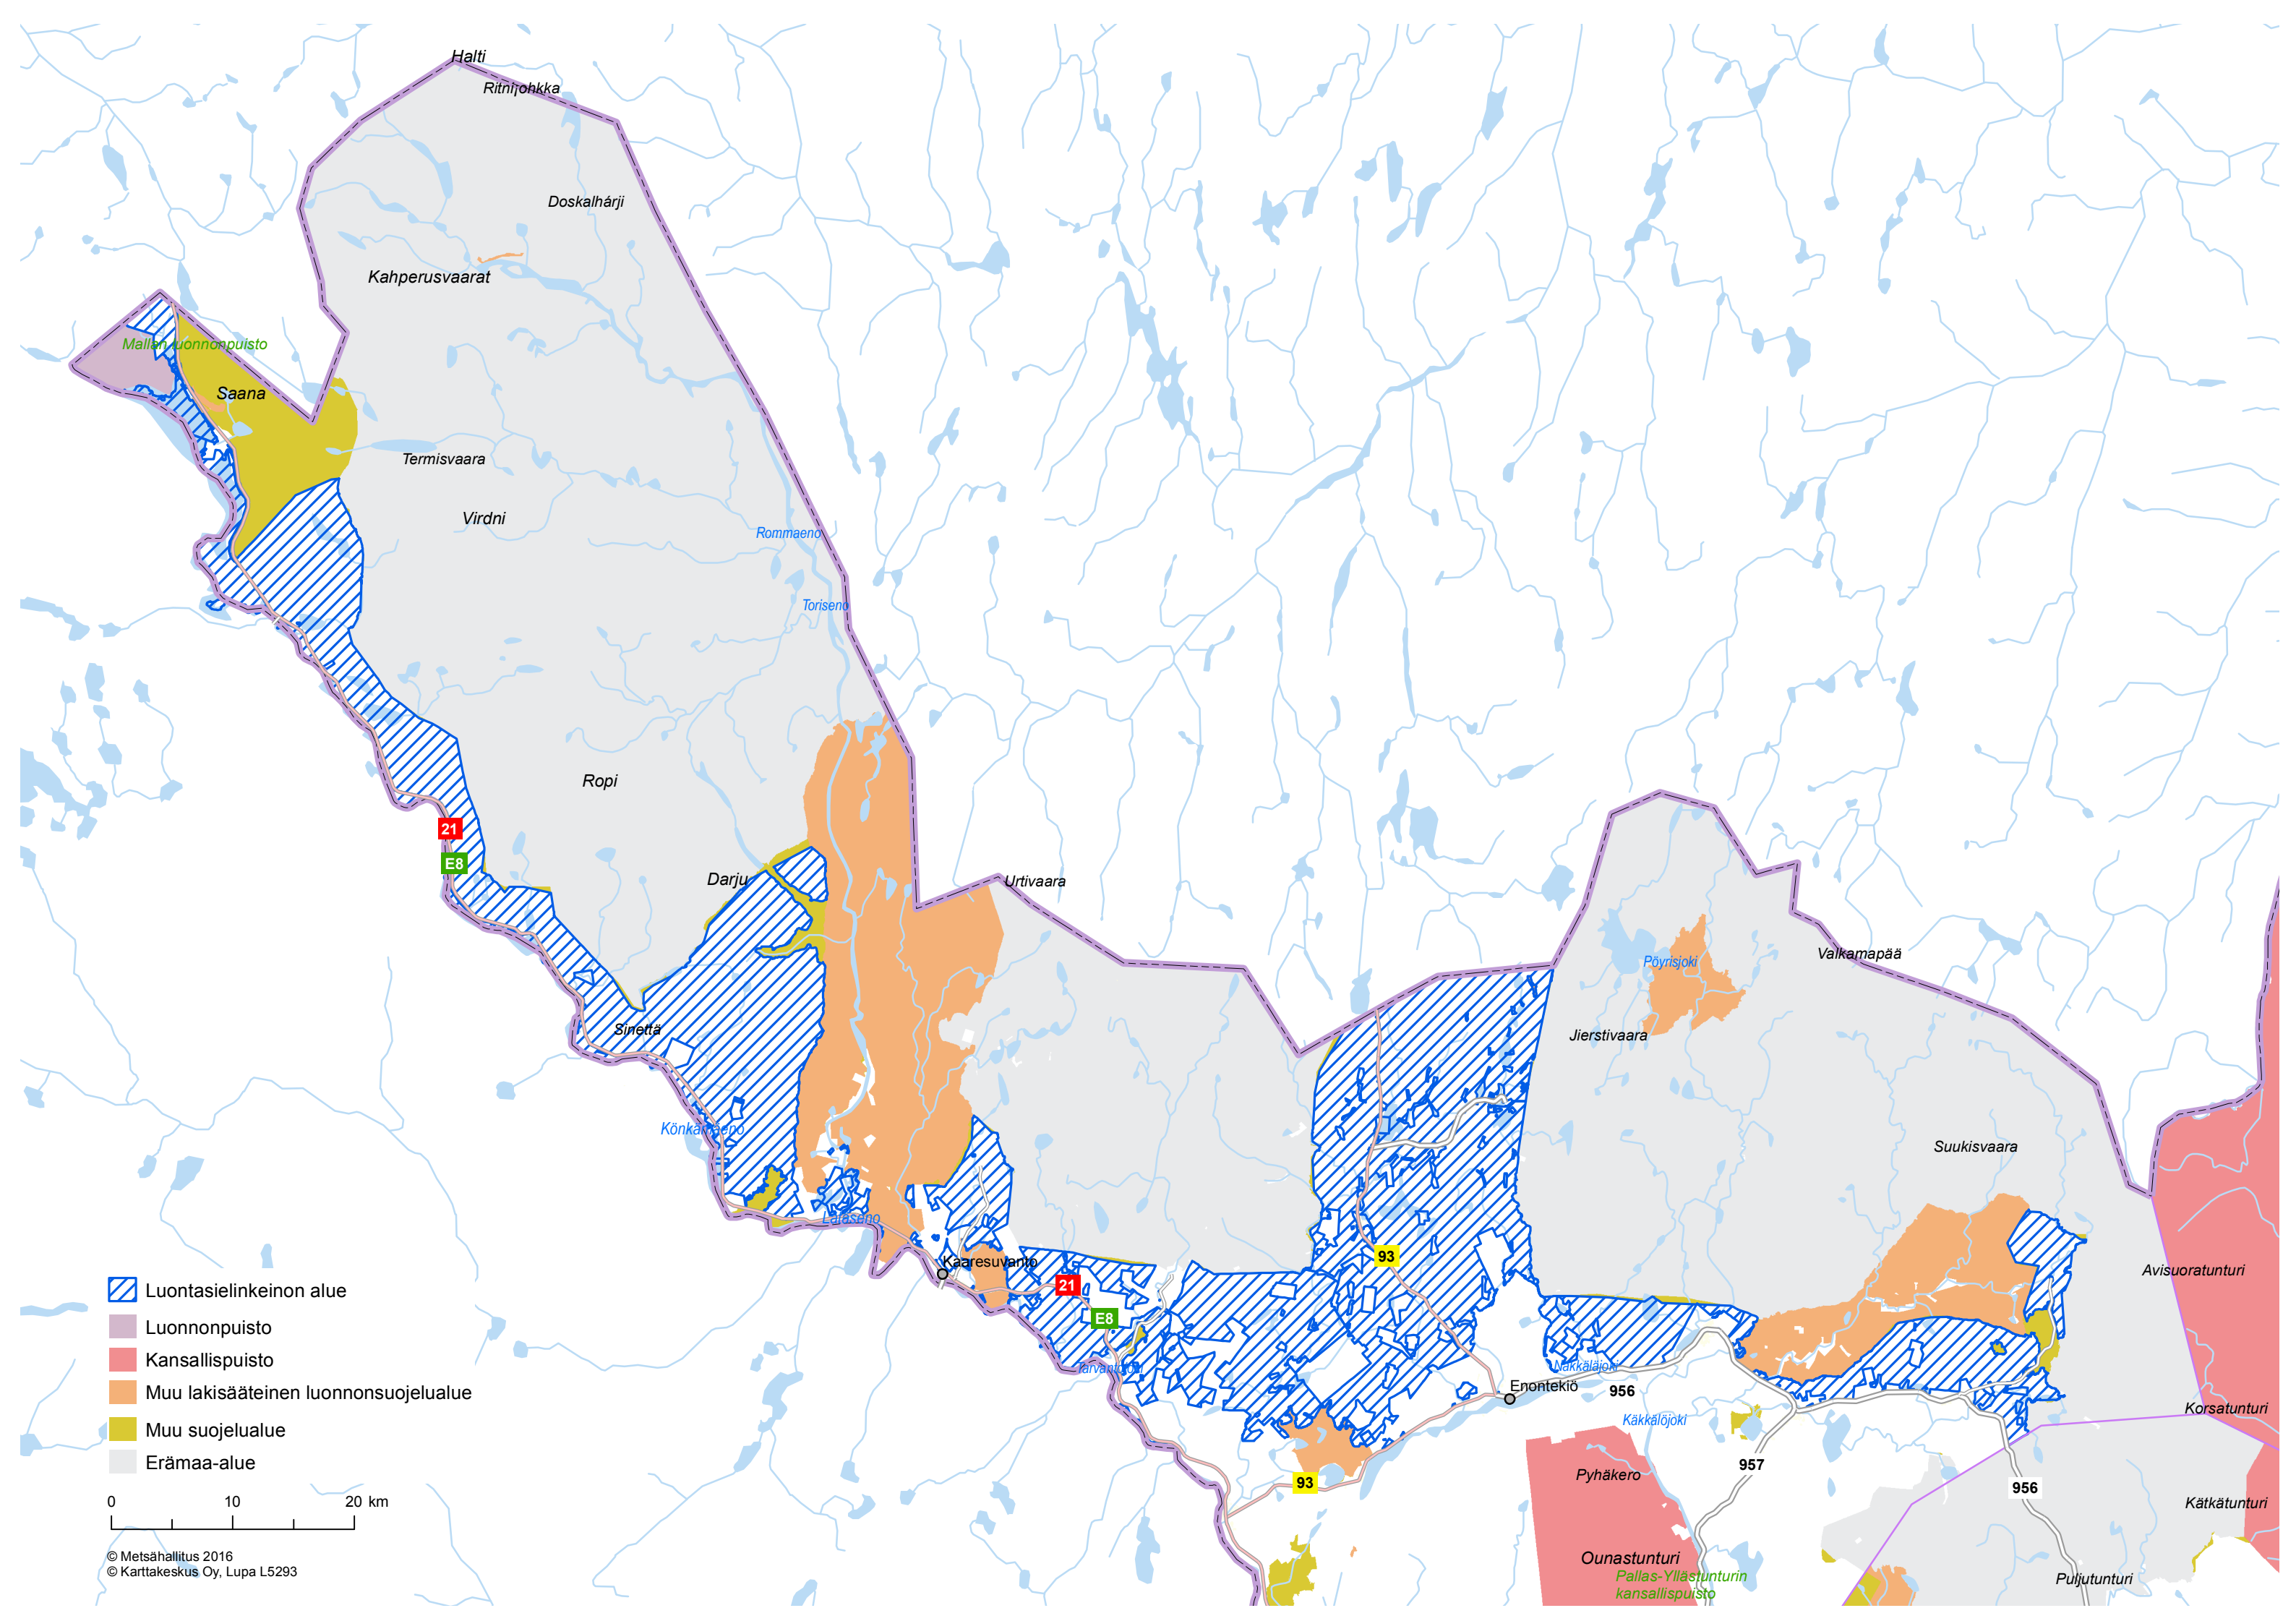 Halti
Ritničohkka
Doskalhárji
Kahperusvaarat
Mallan luonnonpuisto
Saana
Termisvaara
Virdni
Rommaeno
Toriseno
Ropi
21
E8
Darju
Urtivaara
Valkamapää
Pöyrisjoki
Jierstivaara
Sinettä
Könkämäeno
Suukisvaara
Lätäseno
Kaaresuvanto
93
Avisuoratunturi
21
E8
Tarvantojoki
Näkkäläjoki
Enontekiö
956
Käkkälöjoki
Korsatunturi
957
Pyhäkero
93
956
Kätkätunturi
Ounastunturi
Pallas-Yllästunturin
kansallispuisto
Puljutunturi
Luontasielinkeinon alue
Luonnonpuisto
Kansallispuisto
Muu lakisääteinen luonnonsuojelualue
Muu suojelualue
Erämaa-alue
0 10 20 km
© Metsähallitus 2016
© Karttakeskus Oy, Lupa L5293